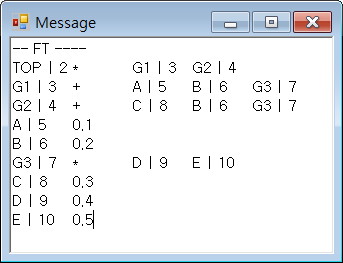 Message
-- FT ----
TOP | 2 * G1 | 3 G2 | 4
G1 | 3 + A | 5 B | 6 G3 | 7
G2 | 4 + C | 8 B | 6 G3 | 7
A | 5 0.1
B | 6 0.2
G3 | 7 * D | 9 E | 10
C | 8 0.3
D | 9 0.4
E | 10 0.5